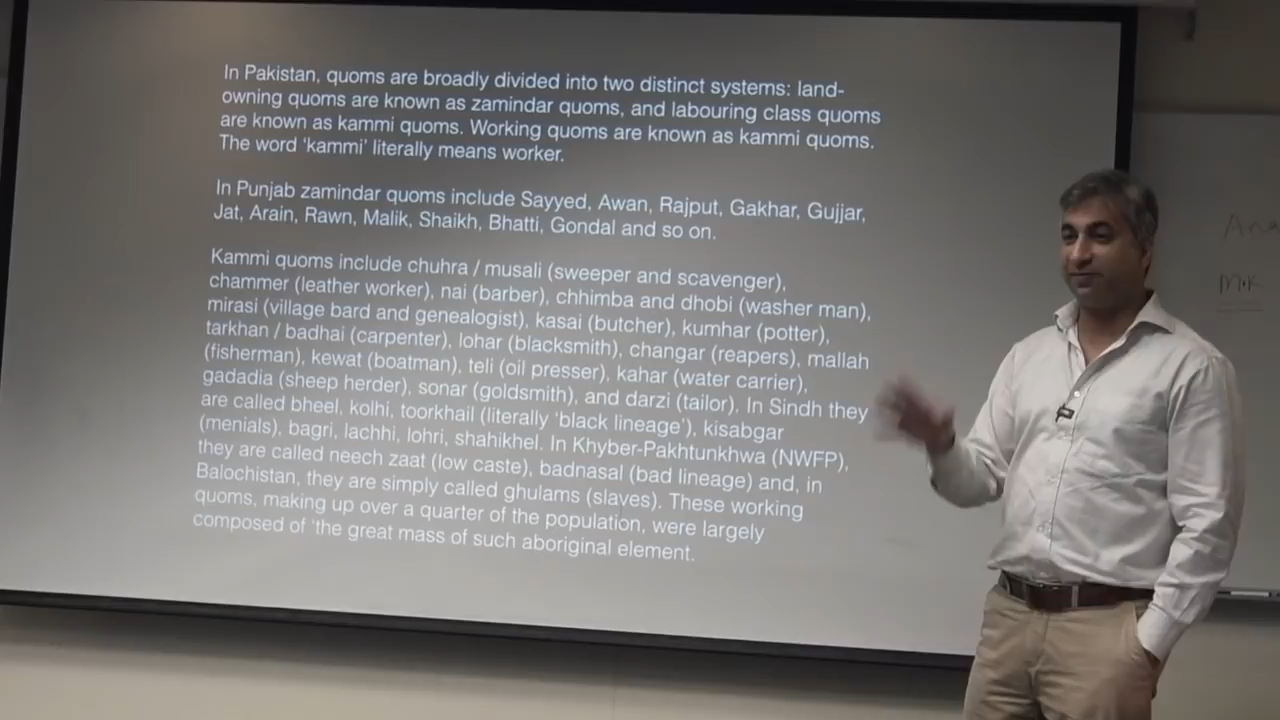 In Pakistan, quoms are broadly divided into two distinct systems: land-
owning quoms are known as zamindar quoms, and labouring class quoms
are known as kammi quoms. Working quoms are known as kammi quoms.
The word 'kammi' literally means worker.
In Punjab zamindar quoms include Sayyed, Awan, Rajput, Gakhar, Gujjar,
Jat, Arain, Rawn, Malik, Shaikh, Bhatti, Gondal and so on.
Kammi quoms include chuhra / musali (sweeper and scavenger),
chammer (leather worker), nai (barber), chhimba and dhobi (washer man),
mirasi (village bard and genealogist), kasai (butcher), kumhar (potter),
tarkhan / badhai (carpenter), lohar (blacksmith), changar (reapers), mallah
(fisherman), kewat (boatman), teli (oil presser), kahar (water carrier),
gadadia (sheep herder), sonar (goldsmith), and darzi (tailor). In Sindh they
are called bheel, kolhi, toorkhail (literally 'black lineage'), kisabgar
(menials), bagri, lachhi, lohri, shahikhel. In Khyber-Pakhtunkhwa (NWFP),
they are called neech zaat (low caste), badnasal (bad lineage) and, in
Balochistan, they are simply called ghulams (slaves). These working
quoms, making up over a quarter of the population, were largely
composed of 'the great mass of such aboriginal element.